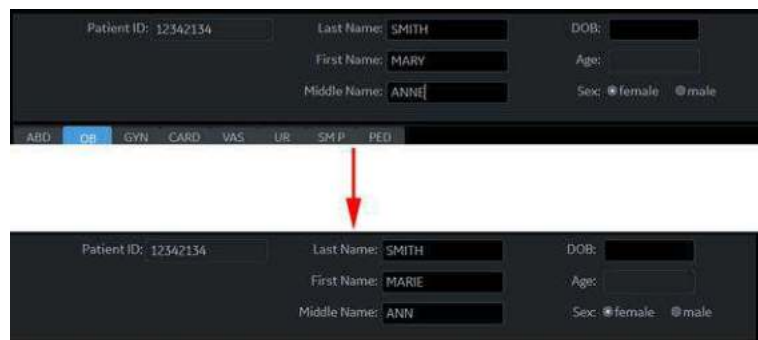 Patient ID: 12342134 Last Name: SMITH DOB:
First Name: MARY Age:
Middle Name: ANNE Sex: female male
ABD OB GYN CARD VAS UR SM P PED
Patient ID: 12342134 Last Name: SMITH DOB:
First Name: MARIE Age:
Middle Name: ANN Sex: female male